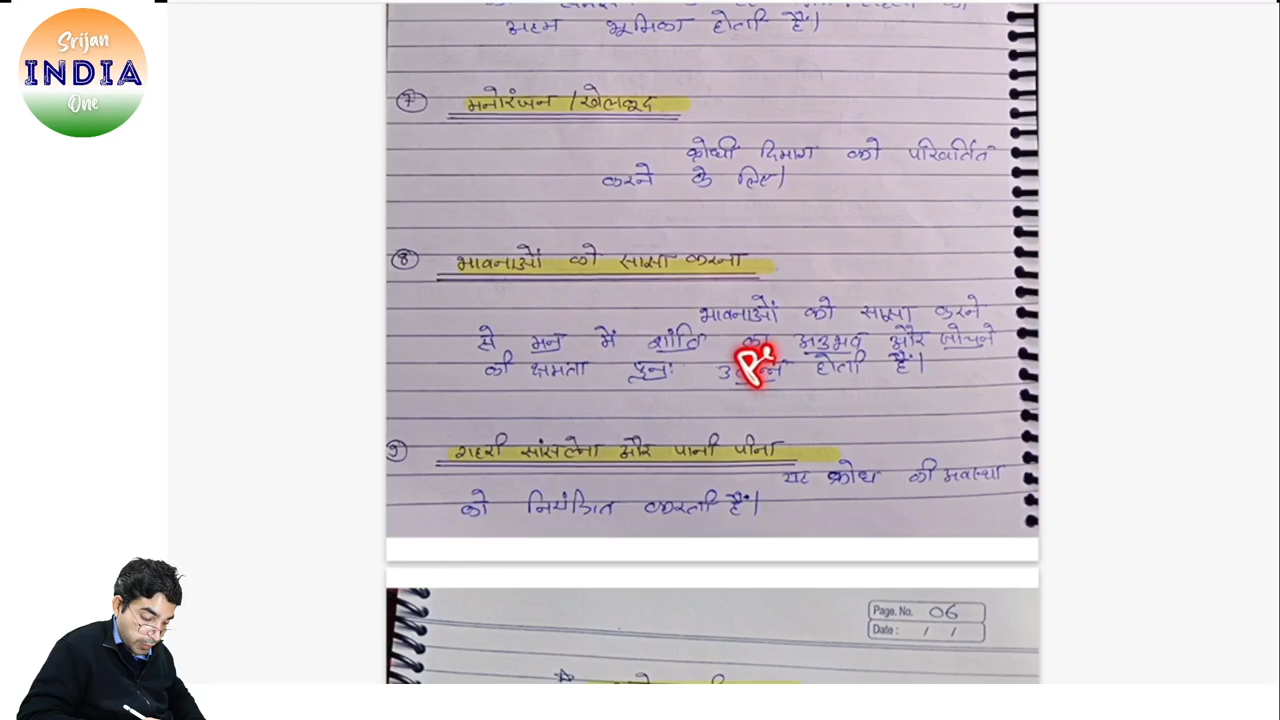 Srijan
INDIA
One
अहम भूमिका होती हैं।
7 मनोरंजन / खेलकूद
क्रोधी दिमाग को परिवर्तित
करने के लिए।
8 भावनाओं को सासा करना
भावनाओं को साझा करने
से मन में शांति का अनुभव और सोचने
की क्षमता पुनः उत्पन्न होती हैं।
9 गहरी सांसलेना और पानी पीना
यह क्रोध की अवस्था
को नियंत्रित करती हैं।
Page. No. 06
Date : / /